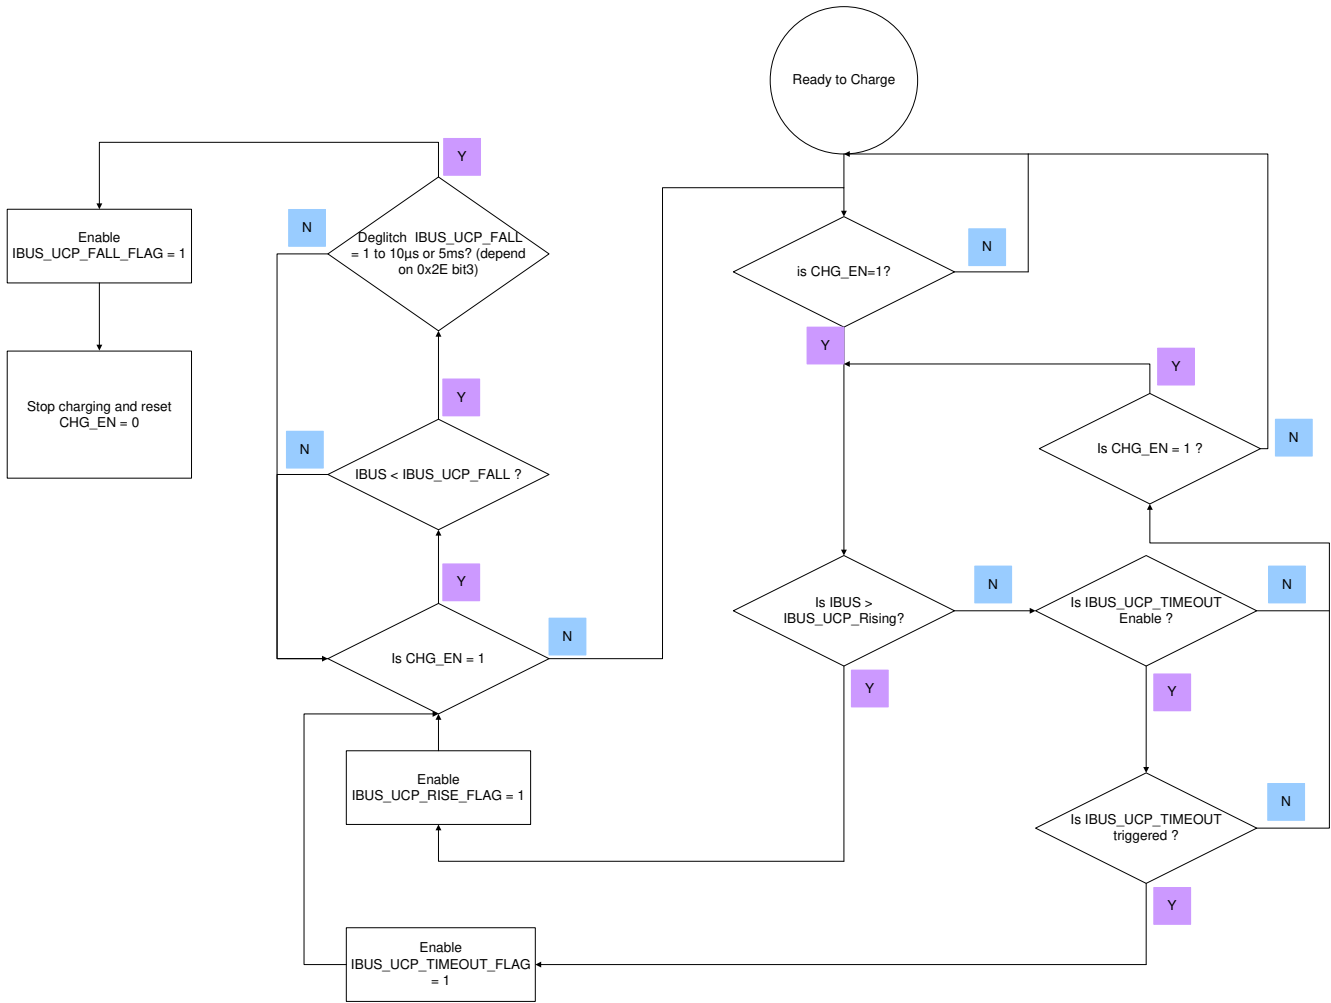 Ready to Charge
Y
N
Enable
IBUS_UCP_FALL_FLAG = 1
Deglitch  IBUS_UCP_FALL
= 1 to 10µs or 5ms? (depend
on 0x2E bit3)
is CHG_EN=1?
N
Y
Y
Stop charging and reset
CHG_EN = 0
Y
N
IBUS < IBUS_UCP_FALL ?
Is CHG_EN = 1 ?
N
Y
N
Is CHG_EN = 1
Is IBUS >
IBUS_UCP_Rising?
N
Is IBUS_UCP_TIMEOUT
Enable ?
N
Y
Y
Enable
IBUS_UCP_RISE_FLAG = 1
Is IBUS_UCP_TIMEOUT
triggered ?
N
Y
Enable
IBUS_UCP_TIMEOUT_FLAG
= 1